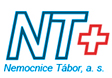 NT+
Nemocnice Tábor, a. s.